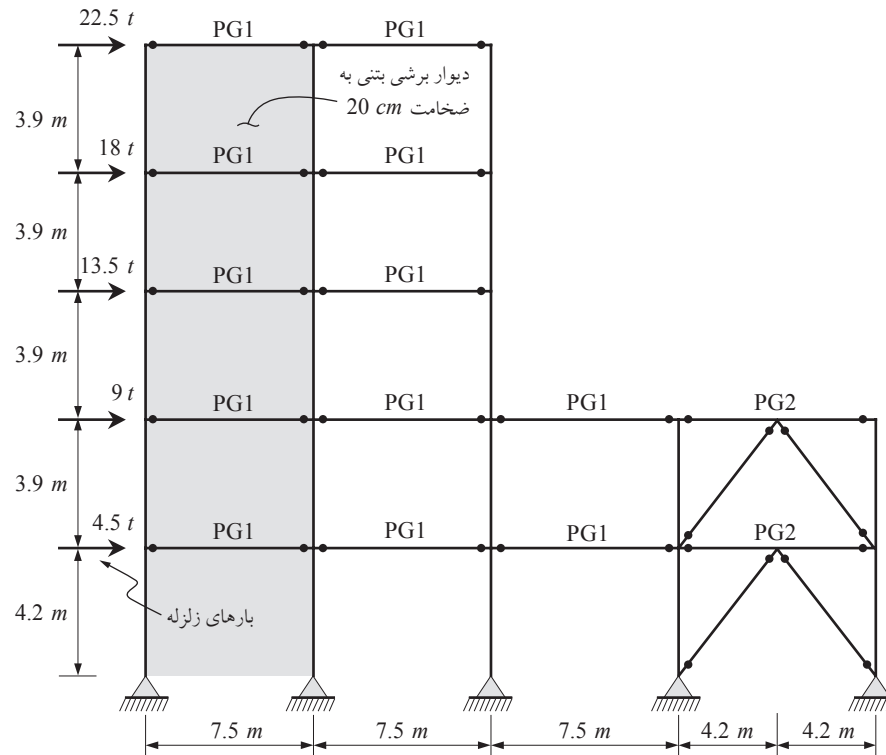 22.5 t
PG1
PG1
دیوار برشی بتنی به
ضخامت 20 cm
3.9 m
18 t
PG1
PG1
3.9 m
13.5 t
PG1
PG1
3.9 m
9 t
PG1
PG1
PG1
PG2
3.9 m
4.5 t
PG1
PG1
PG1
PG2
4.2 m
بارهای زلزله
7.5 m
7.5 m
7.5 m
4.2 m
4.2 m